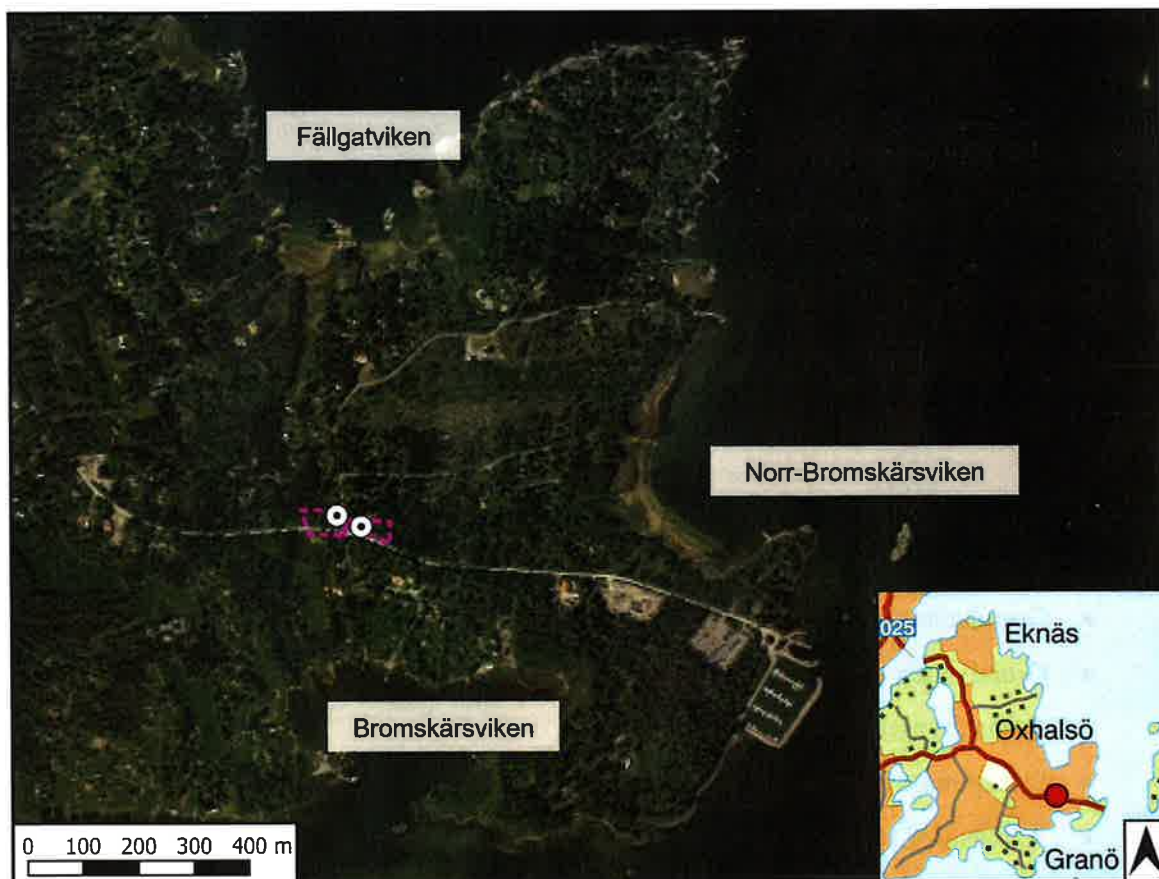 Fällgatviken
Norr-Bromskärsviken
Bromskärsviken
025
Eknäs
Oxhalsö
Granö
0 100 200 300 400 m